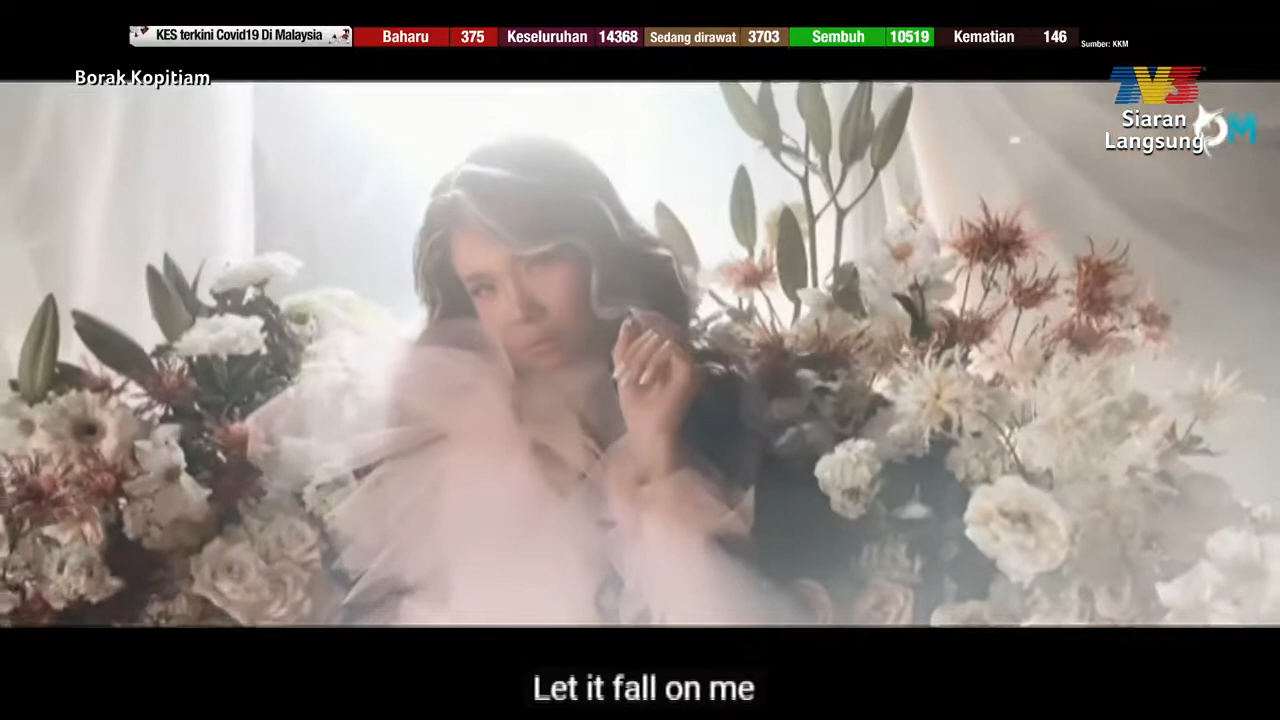 KES terkini Covid19 Di Malaysia Baharu 375 Keseluruhan 14368 Sedang dirawat 3703 Sembuh 10519 Kematian 146 Sumber: KKM
Borak Kopitiam
TV3
Siaran
Langsung
M
Let it fall on me